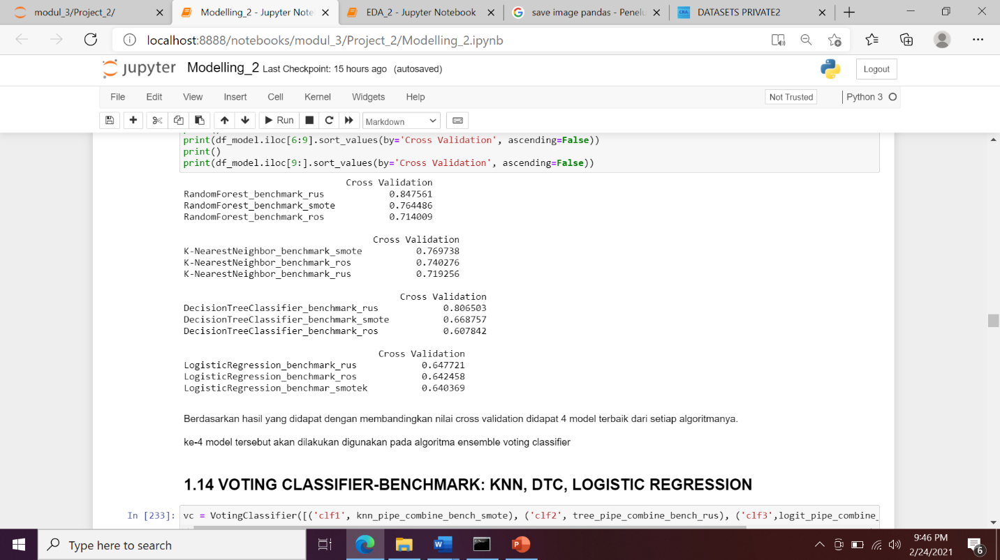 modul_3/Project_2/
Modelling_2 - Jupyter Note
EDA_2 - Jupyter Notebook
save image pandas - Penelu
DATASETS PRIVATE2
localhost:8888/notebooks/modul_3/Project_2/Modelling_2.ipynb
jupyter Modelling_2 Last Checkpoint: 15 hours ago (autosaved)
Logout
File Edit View Insert Cell Kernel Widgets Help
Not Trusted
Python 3
Run
Markdown
print(df_model.iloc[6:9].sort_values(by='Cross Validation', ascending=False))
print()
print(df_model.iloc[9:].sort_values(by='Cross Validation', ascending=False))
Cross Validation
RandomForest_benchmark_rus 0.847561
RandomForest_benchmark_smote 0.764486
RandomForest_benchmark_ros 0.714009
Cross Validation
K-NearestNeighbor_benchmark_smote 0.769738
K-NearestNeighbor_benchmark_ros 0.740276
K-NearestNeighbor_benchmark_rus 0.719256
Cross Validation
DecisionTreeClassifier_benchmark_rus 0.806503
DecisionTreeClassifier_benchmark_smote 0.668757
DecisionTreeClassifier_benchmark_ros 0.607842
Cross Validation
LogisticRegression_benchmark_rus 0.647721
LogisticRegression_benchmark_ros 0.642458
LogisticRegression_benchmar_smotek 0.640369
Berdasarkan hasil yang didapat dengan membandingkan nilai cross validation didapat 4 model terbaik dari setiap algoritmanya.
ke-4 model tersebut akan dilakukan digunakan pada algoritma ensemble voting classifier
1.14 VOTING CLASSIFIER-BENCHMARK: KNN, DTC, LOGISTIC REGRESSION
In [233]: vc = VotingClassifier([('clf1', knn_pipe_combine_bench_smote), ('clf2', tree_pipe_combine_bench_rus), ('clf3',logit_pipe_combine_
Type here to search
9:46 PM
2/24/2021
6